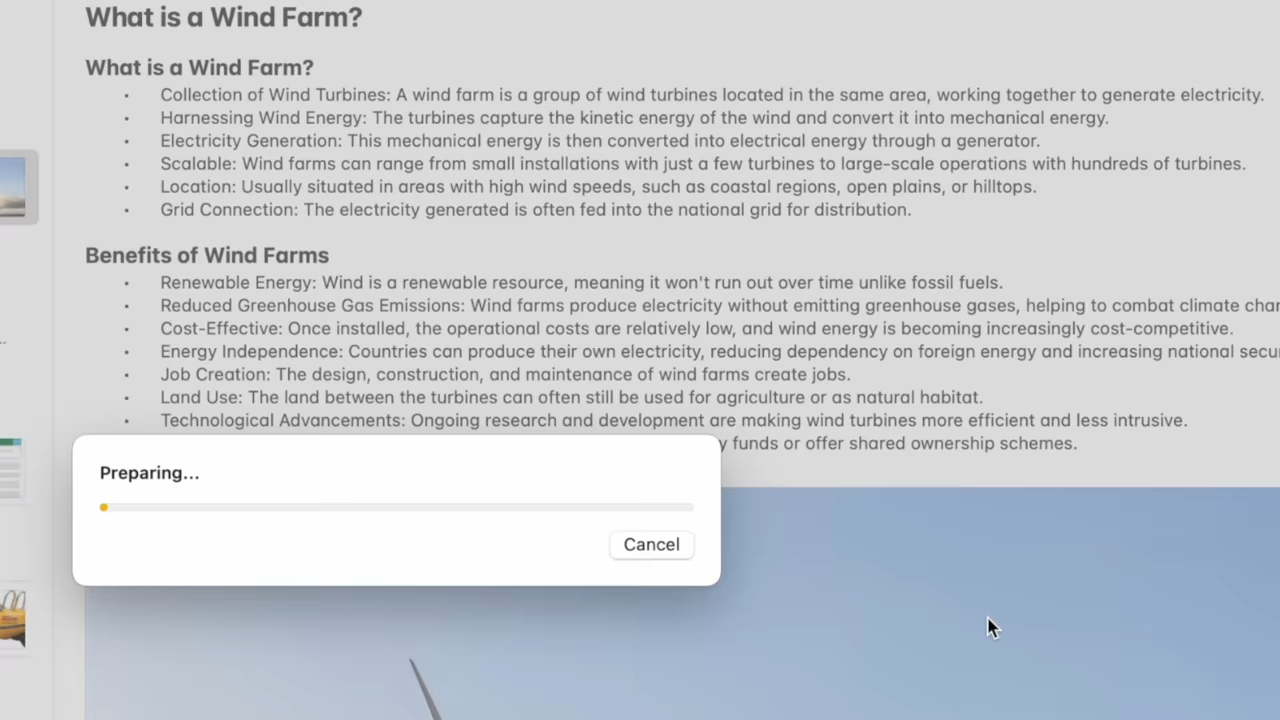 What is a Wind Farm?
What is a Wind Farm?
• Collection of Wind Turbines: A wind farm is a group of wind turbines located in the same area, working together to generate electricity.
• Harnessing Wind Energy: The turbines capture the kinetic energy of the wind and convert it into mechanical energy.
• Electricity Generation: This mechanical energy is then converted into electrical energy through a generator.
• Scalable: Wind farms can range from small installations with just a few turbines to large-scale operations with hundreds of turbines.
• Location: Usually situated in areas with high wind speeds, such as coastal regions, open plains, or hilltops.
• Grid Connection: The electricity generated is often fed into the national grid for distribution.
Benefits of Wind Farms
• Renewable Energy: Wind is a renewable resource, meaning it won't run out over time unlike fossil fuels.
• Reduced Greenhouse Gas Emissions: Wind farms produce electricity without emitting greenhouse gases, helping to combat climate
• Cost-Effective: Once installed, the operational costs are relatively low, and wind energy is becoming increasingly cost-competitive.
• Energy Independence: Countries can produce their own electricity, reducing dependency on foreign energy and increasing national
• Job Creation: The design, construction, and maintenance of wind farms create jobs.
• Land Use: The land between the turbines can often still be used for agriculture or as natural habitat.
• Technological Advancements: Ongoing research and development are making wind turbines more efficient and less intrusive.
funds or offer shared ownership schemes.
Preparing...
Cancel